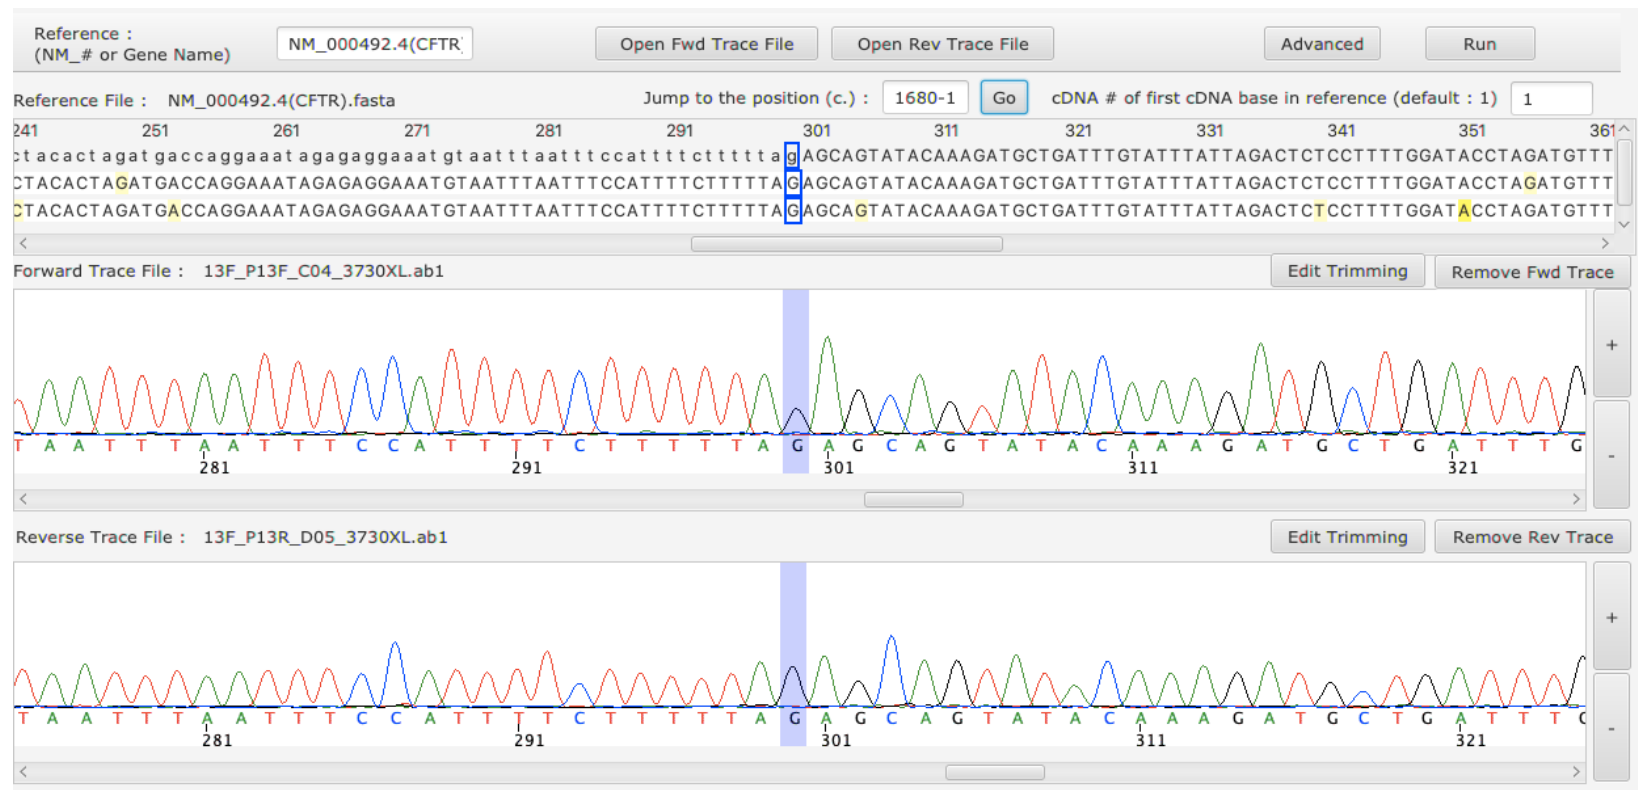 Reference :
(NM_# or Gene Name)
NM_000492.4(CFTR)
Open Fwd Trace File
Open Rev Trace File
Advanced
Run
Reference File : NM_000492.4(CFTR).fasta
Jump to the position (c.) : 1680-1 Go cDNA # of first cDNA base in reference (default : 1) 1
241 251 261 271 281 291 301 311 321 331 341 351 361
ctacactagatgaccaggaaatagagaggaaatgtaatttaatttccattttctttttagAGCAGTATACAAAGATGCTGATTTGTATTTATTAGACTCTCCTTTTGGATACCTAGATGTTT
CTACACTAGATGACCAGGAAATAGAGAGGAAATGTAATTTAATTTCCATTTTCTTTTTAGAGCAGTATACAAAGATGCTGATTTGTATTTATTAGACTCTCCTTTTGGATACCTAGATGTTT
CTACACTAGATGACCAGGAAATAGAGAGGAAATGTAATTTAATTTCCATTTTCTTTTTAGAGCAGTATACAAAGATGCTGATTTGTATTTATTAGACTCTCCTTTTGGATACCTAGATGTTT
Forward Trace File : 13F_P13F_C04_3730XL.ab1
Edit Trimming
Remove Fwd Trace
+
T A A T T T A A T T T C C A T T T T C T T T T T A G A G C A G T A T A C A A A G A T G C T G A T T T G
281 291 301 311 321
-
Reverse Trace File : 13F_P13R_D05_3730XL.ab1
Edit Trimming
Remove Rev Trace
+
T A A T T T A A T T T C C A T T T T C T T T T T A G A G C A G T A T A C A A A G A T G C T G A T T T G
281 291 301 311 321
-